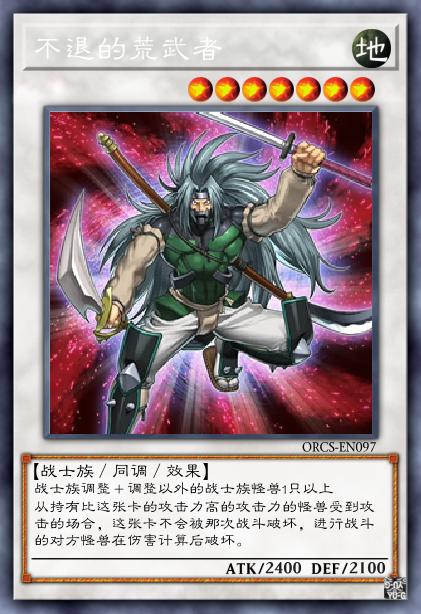 不退的荒武者
地
ORCS-EN097
【战士族／同调／效果】
战士族调整＋调整以外的战士族怪兽1只以上
从持有比这张卡的攻击力高的攻击力的怪兽受到攻
击的场合，这张卡不会被那次战斗破坏，进行战斗
的对方怪兽在伤害计算后破坏。
ATK/2400 DEF/2100